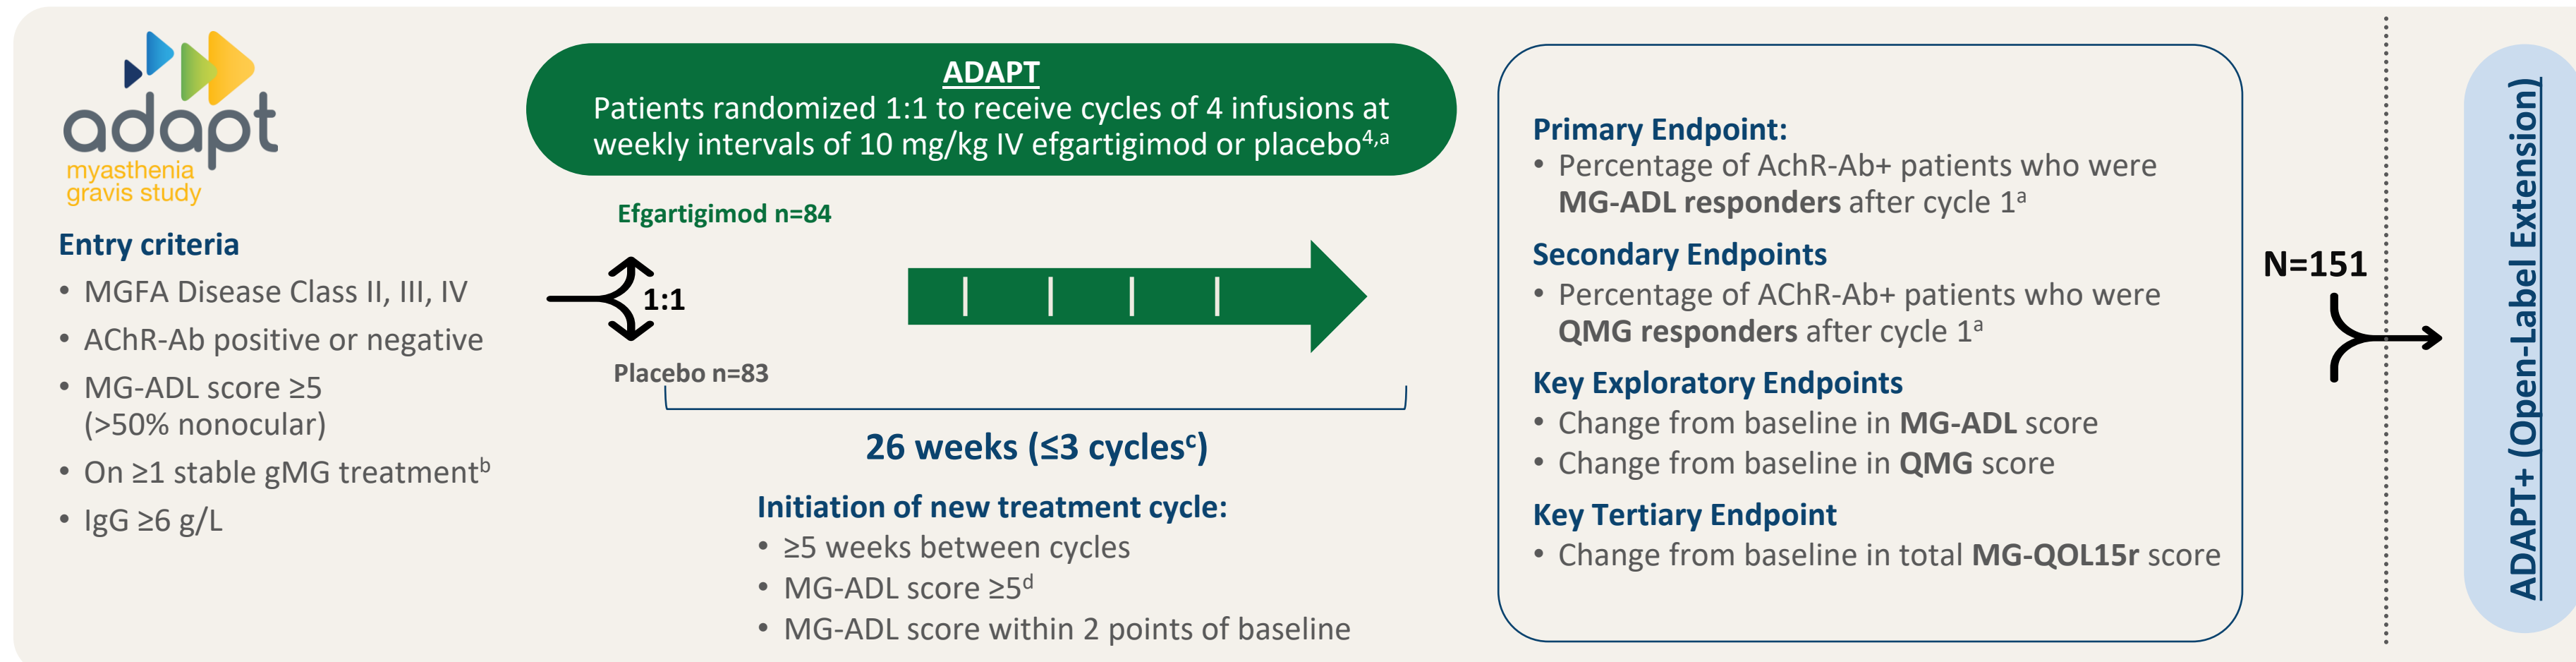 adapt
myasthenia
gravis study
Entry criteria
• MGFA Disease Class II, III, IV
• AChR-Ab positive or negative
• MG-ADL score ≥5
(>50% nonocular)
• On ≥1 stable gMG treatmentᵇ
• IgG ≥6 g/L
ADAPT
Patients randomized 1:1 to receive cycles of 4 infusions at
weekly intervals of 10 mg/kg IV efgartigimod or placebo⁴,ᵃ
Efgartigimod n=84
1:1
Placebo n=83
26 weeks (≤3 cyclesᶜ)
Initiation of new treatment cycle:
• ≥5 weeks between cycles
• MG-ADL score ≥5ᵈ
• MG-ADL score within 2 points of baseline
Primary Endpoint:
• Percentage of AchR-Ab+ patients who were
MG-ADL responders after cycle 1ᵃ
Secondary Endpoints
• Percentage of AChR-Ab+ patients who were
QMG responders after cycle 1ᵃ
Key Exploratory Endpoints
• Change from baseline in MG-ADL score
• Change from baseline in QMG score
Key Tertiary Endpoint
• Change from baseline in total MG-QOL15r score
N=151
ADAPT+ (Open-Label Extension)